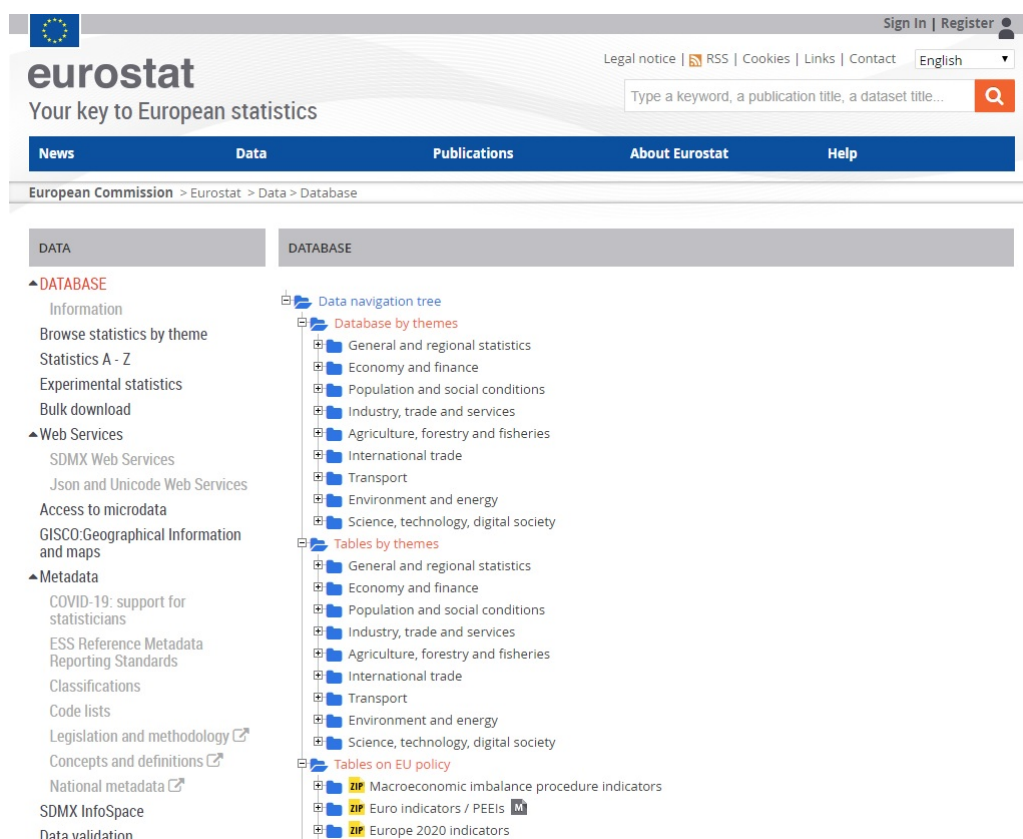 Sign In | Register
Legal notice | RSS | Cookies | Links | Contact English
eurostat
Your key to European statistics
Type a keyword, a publication title, a dataset title...
News Data Publications About Eurostat Help
European Commission > Eurostat > Data > Database
DATA
DATABASE
Information
Browse statistics by theme
Statistics A - Z
Experimental statistics
Bulk download
Web Services
SDMX Web Services
Json and Unicode Web Services
Access to microdata
GISCO:Geographical Information
and maps
Metadata
COVID-19: support for
statisticians
ESS Reference Metadata
Reporting Standards
Classifications
Code lists
Legislation and methodology
Concepts and definitions
National metadata
SDMX InfoSpace
Data validation
DATABASE
Data navigation tree
Database by themes
General and regional statistics
Economy and finance
Population and social conditions
Industry, trade and services
Agriculture, forestry and fisheries
International trade
Transport
Environment and energy
Science, technology, digital society
Tables by themes
General and regional statistics
Economy and finance
Population and social conditions
Industry, trade and services
Agriculture, forestry and fisheries
International trade
Transport
Environment and energy
Science, technology, digital society
Tables on EU policy
ZIP Macroeconomic imbalance procedure indicators
ZIP Euro indicators / PEEIs M
ZIP Europe 2020 indicators